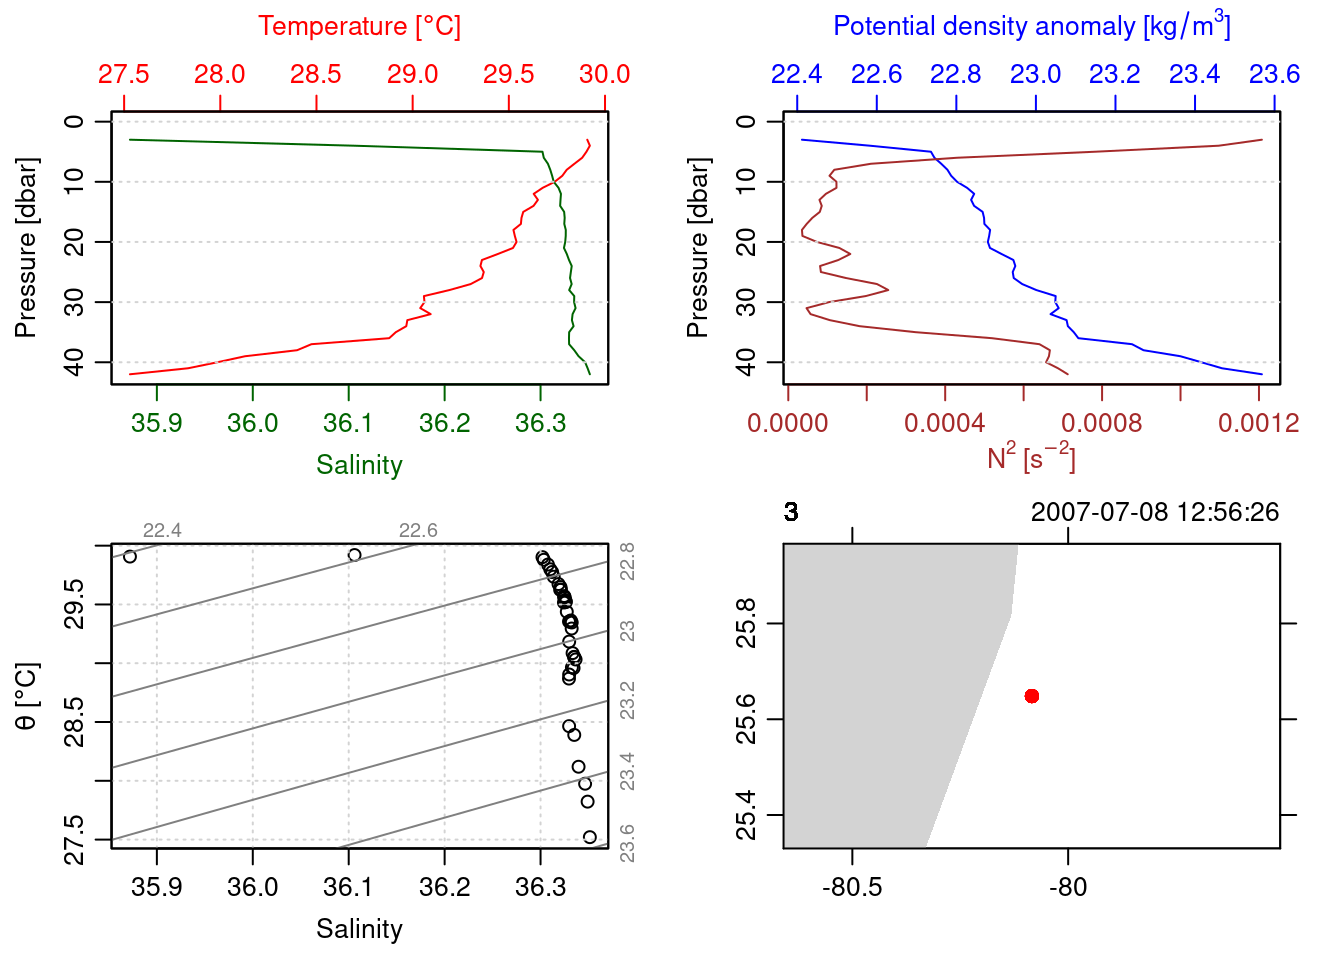 Temperature [°C]
27.5 28.0 28.5 29.0 29.5 30.0
Pressure [dbar]
0
10
20
30
40
35.9 36.0 36.1 36.2 36.3
Salinity
Potential density anomaly [kg/m³]
22.4 22.6 22.8 23.0 23.2 23.4 23.6
Pressure [dbar]
0
10
20
30
40
0.0000 0.0004 0.0008 0.0012
N² [s⁻²]
22.4 22.6
22.8
23
23.2
23.4
23.6
θ [°C]
29.5
28.5
27.5
35.9 36.0 36.1 36.2 36.3
Salinity
3 2007-07-08 12:56:26
25.8
25.6
25.4
-80.5 -80